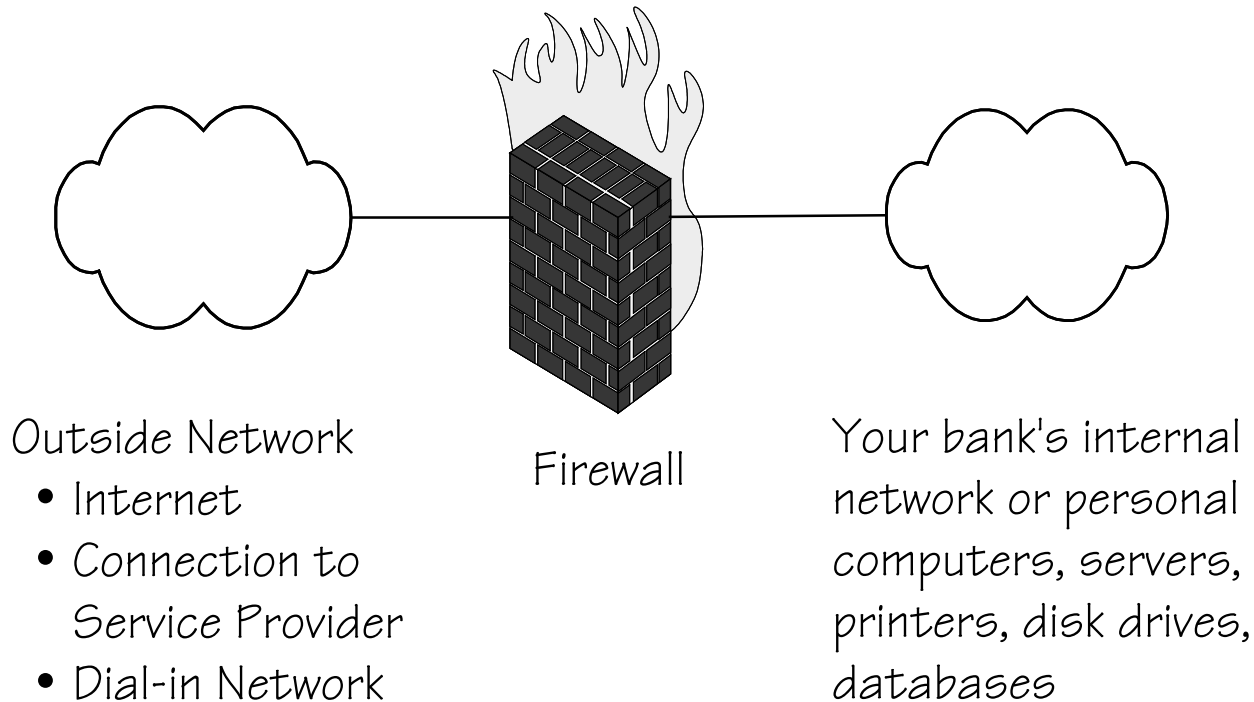 Outside Network
• Internet
• Connection to
Service Provider
• Dial-in Network
Firewall
Your bank's internal
network or personal
computers, servers,
printers, disk drives,
databases